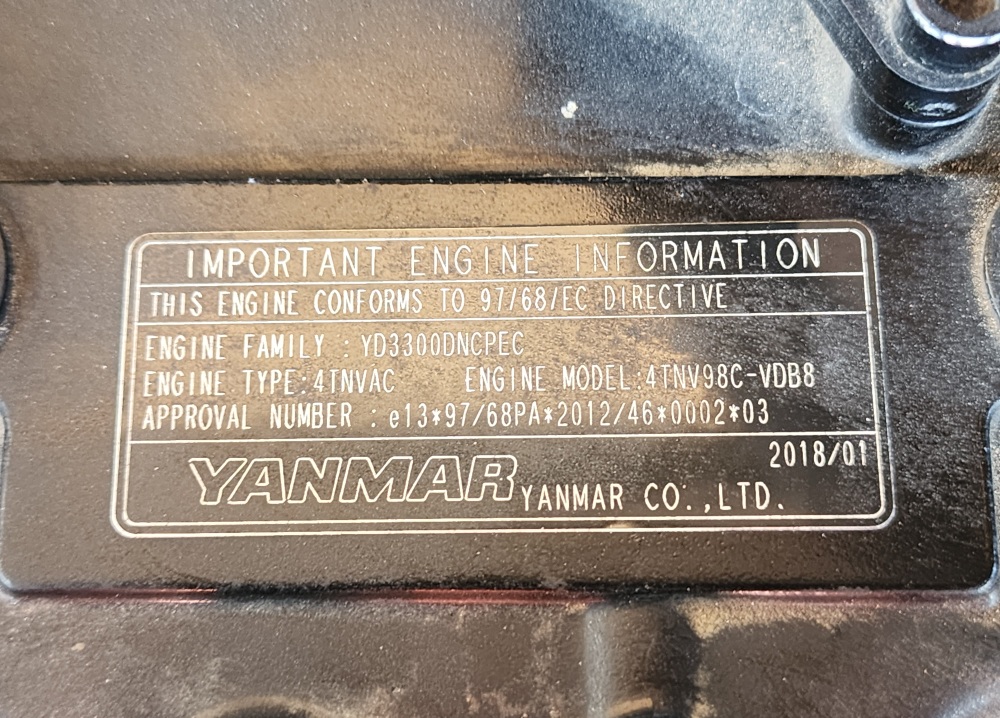 IMPORTANT ENGINE INFORMATION
THIS ENGINE CONFORMS TO 97/68/EC DIRECTIVE
ENGINE FAMILY : YD3300DNCPEC
ENGINE TYPE:4TNVAC ENGINE MODEL:4TNV98C-VDB8
APPROVAL NUMBER : e13*97/68PA*2012/46*0002*03
2018/01
YANMAR YANMAR CO.,LTD.